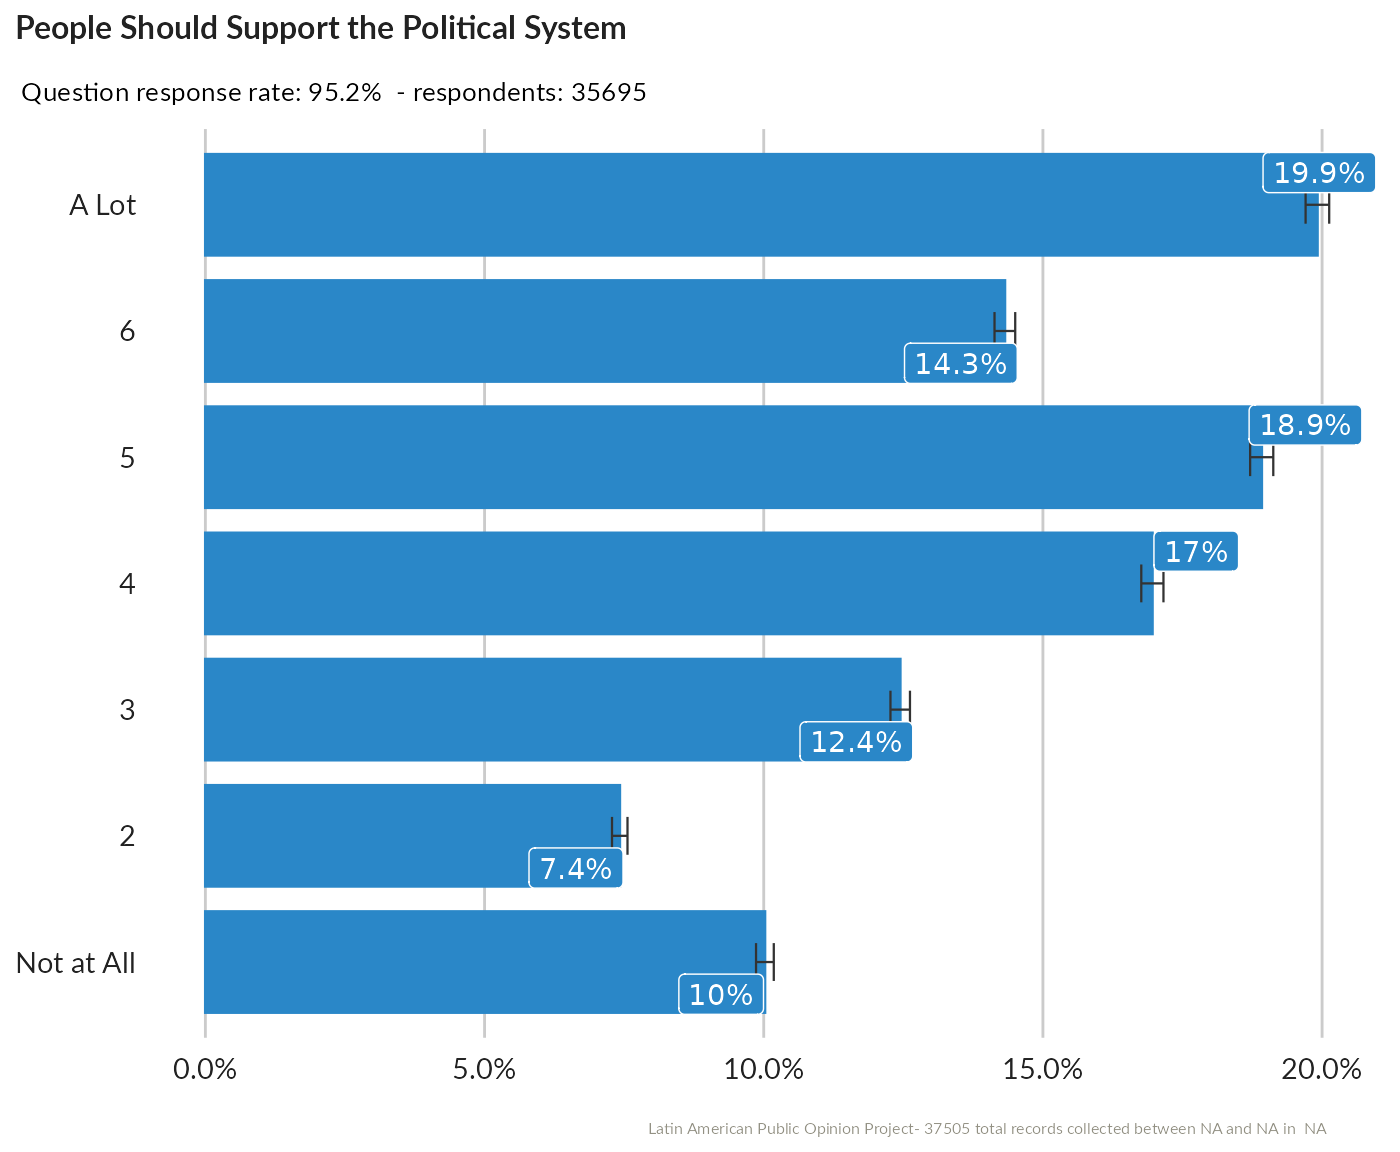 People Should Support the Political System
Question response rate: 95.2%  - respondents: 35695
A Lot
19.9%
6
14.3%
5
18.9%
4
17%
3
12.4%
2
7.4%
Not at All
10%
0.0% 5.0% 10.0% 15.0% 20.0%
Latin American Public Opinion Project- 37505 total records collected between NA and NA in  NA